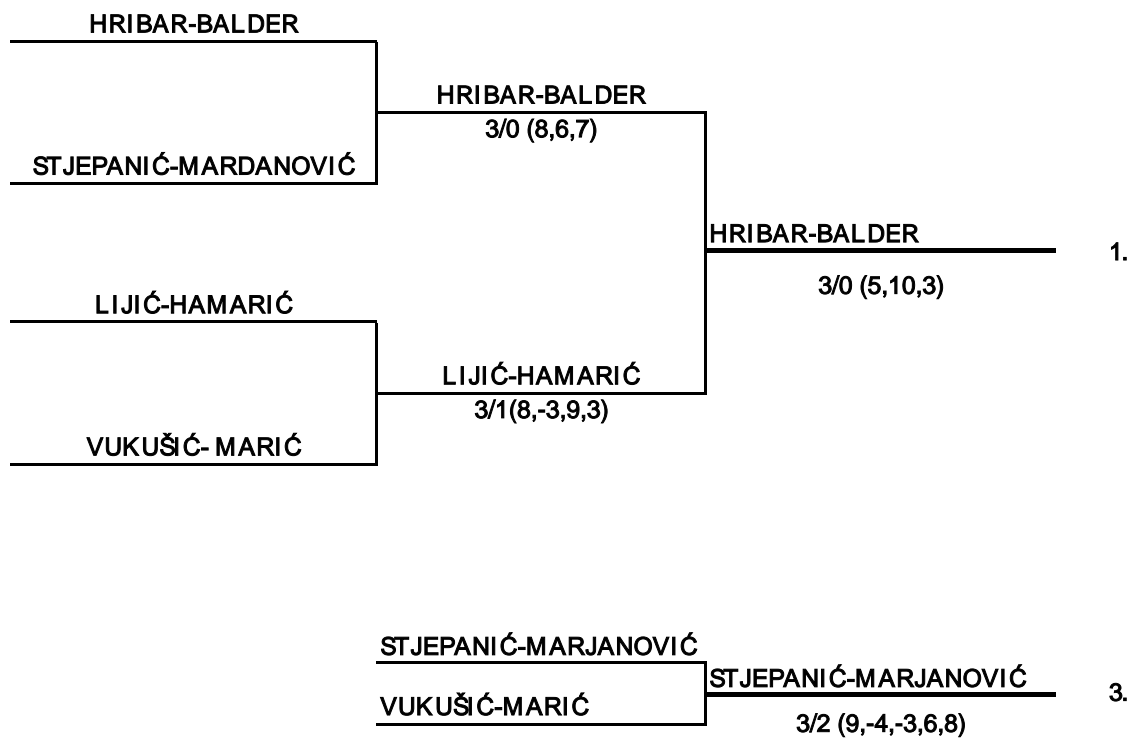 HRIBAR-BALDER
HRIBAR-BALDER
3/0 (8,6,7)
STJEPANIĆ-MARDANOVIĆ
HRIBAR-BALDER
1.
3/0 (5,10,3)
LIJIĆ-HAMARIĆ
LIJIĆ-HAMARIĆ
3/1(8,-3,9,3)
VUKUŠIĆ- MARIĆ
STJEPANIĆ-MARJANOVIĆ
STJEPANIĆ-MARJANOVIĆ
3.
VUKUŠIĆ-MARIĆ
3/2 (9,-4,-3,6,8)